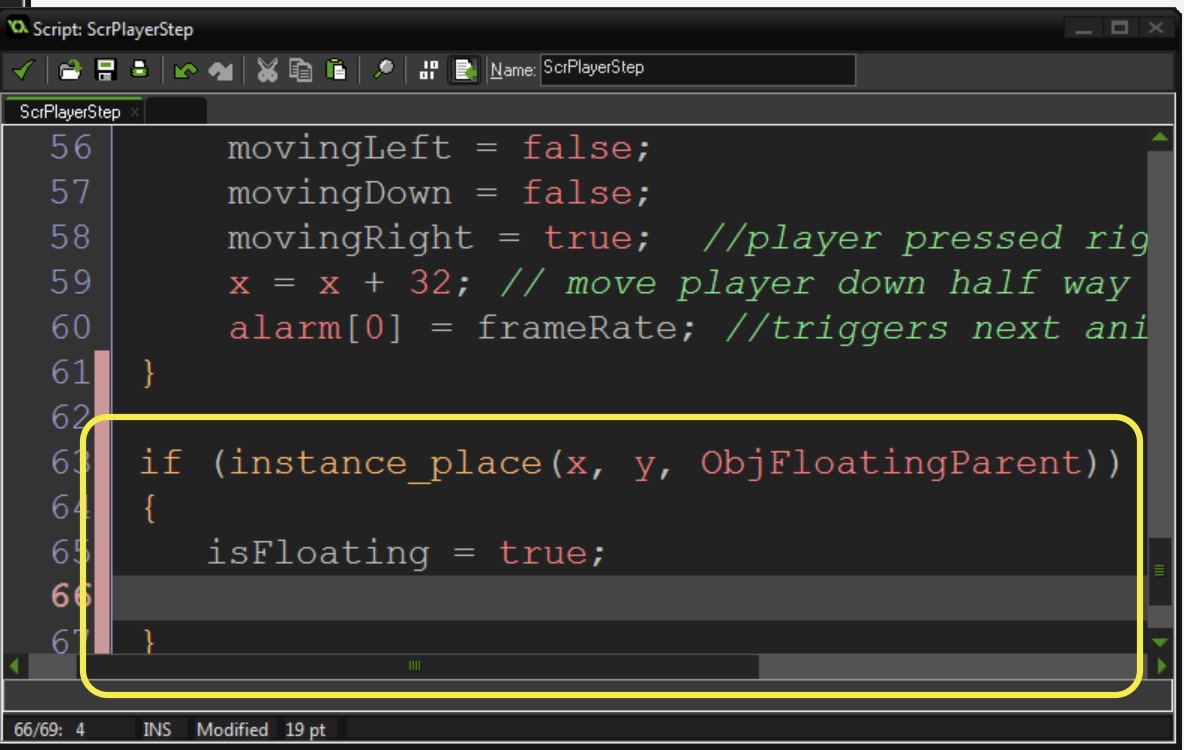 Script: ScrPlayerStep
Name: ScrPlayerStep
ScrPlayerStep
56 movingLeft = false;
57 movingDown = false;
58 movingRight = true; //player pressed rig
59 x = x + 32; // move player down half way
60 alarm[0] = frameRate; //triggers next ani
61 }
62
63 if (instance_place(x, y, ObjFloatingParent))
64 {
65 isFloating = true;
66
67 }
66/69: 4 INS Modified 19 pt